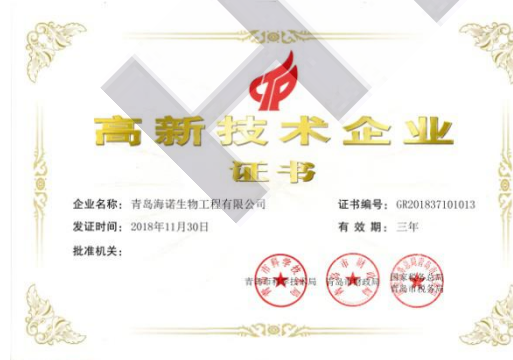 高新技术企业
证书
企业名称：青岛海诺生物工程有限公司 证书编号：GR201837101013
发证时间：2018年11月30日 有效期：三年
批准机关：
青岛市科学技术局 青岛市财政局 国家税务总局
青岛市税务局